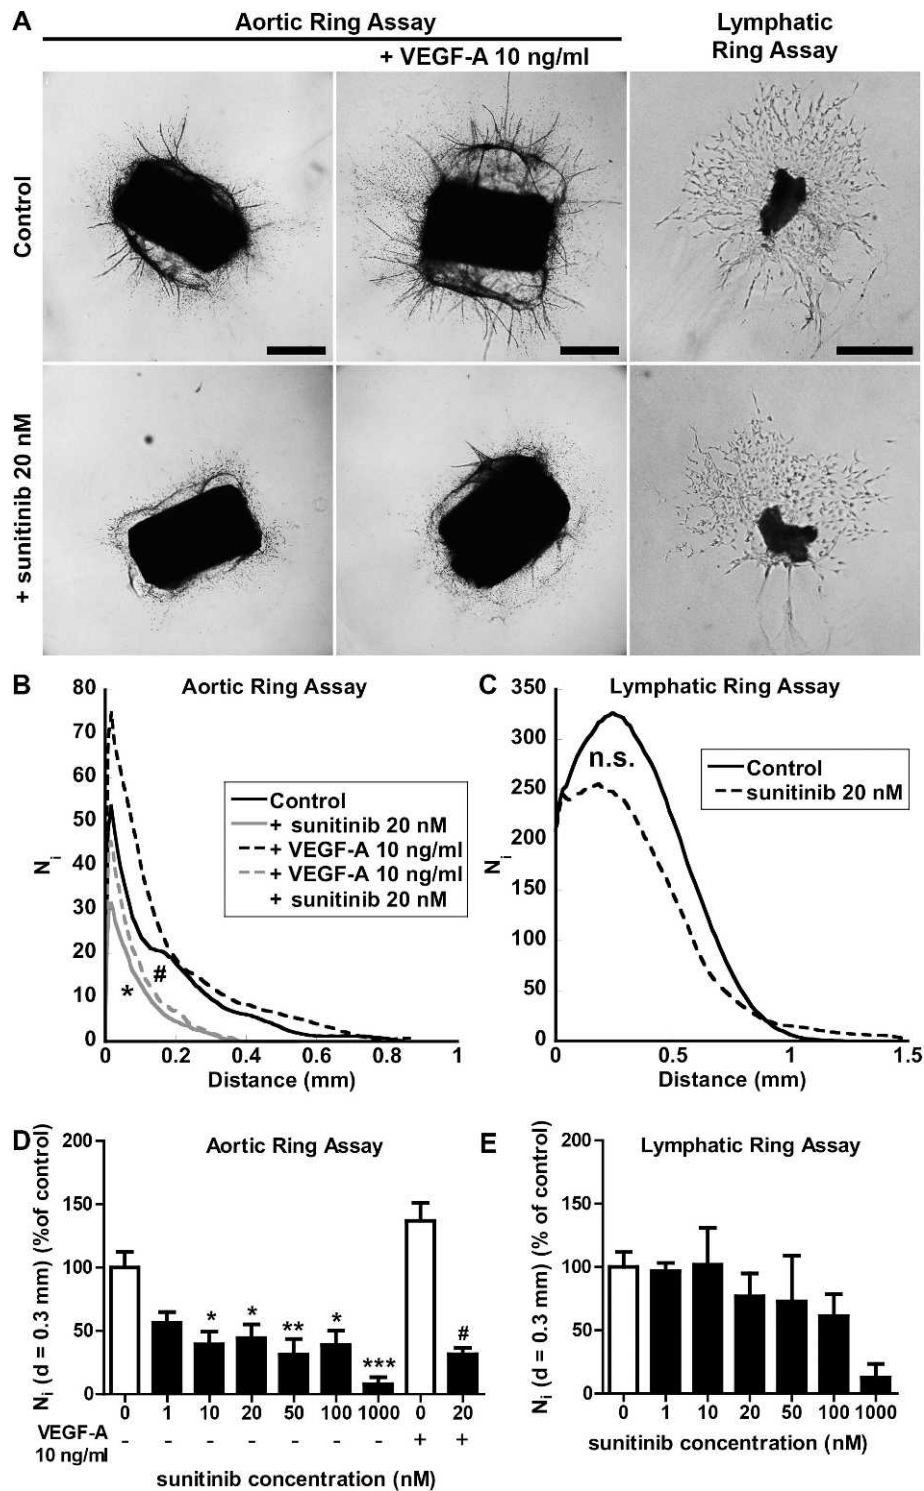 A
Aortic Ring Assay
Lymphatic
Ring Assay
+ VEGF-A 10 ng/ml
Control
+ sunitinib 20 nM
B
Aortic Ring Assay
N_i
80
70
60
50
40
30
20
10
0
0 0.2 0.4 0.6 0.8 1
Distance (mm)
*
#
Control
+ sunitinib 20 nM
+ VEGF-A 10 ng/ml
+ VEGF-A 10 ng/ml
+ sunitinib 20 nM
C
Lymphatic Ring Assay
N_i
350
300
250
200
150
100
50
0
0 0.5 1 1.5
Distance (mm)
n.s.
Control
sunitinib 20 nM
D
Aortic Ring Assay
N_i (d = 0.3 mm) (%of control)
200
150
100
50
0
* * ** * *** #
0 1 10 20 50 100 1000 0 20
VEGF-A
10 ng/ml
- - - - - - - + +
sunitinib concentration (nM)
E
Lymphatic Ring Assay
N_i (d = 0.3 mm) (% of control)
200
150
100
50
0
0 1 10 20 50 100 1000
sunitinib concentration (nM)